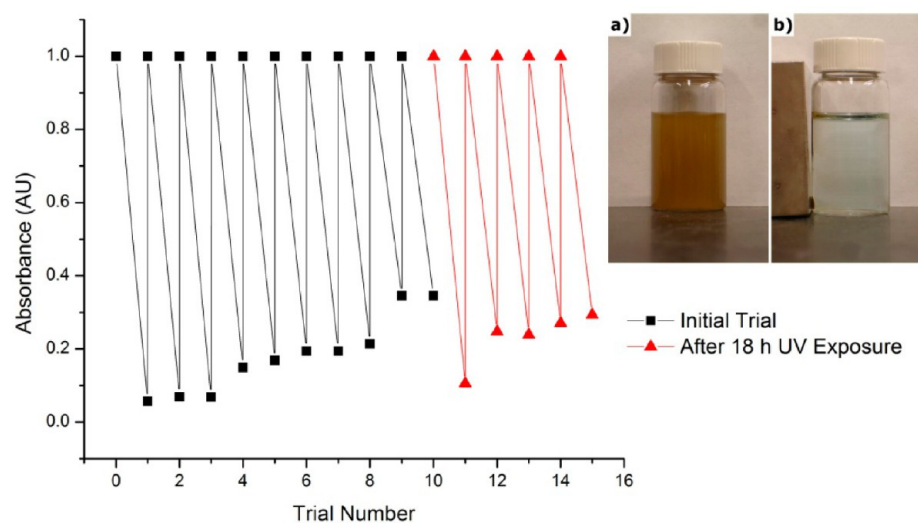 a)
b)
1.0
0.8
0.6
0.4
0.2
0.0
Absorbance (AU)
0 2 4 6 8 10 12 14 16
Trial Number
Initial Trial
After 18 h UV Exposure